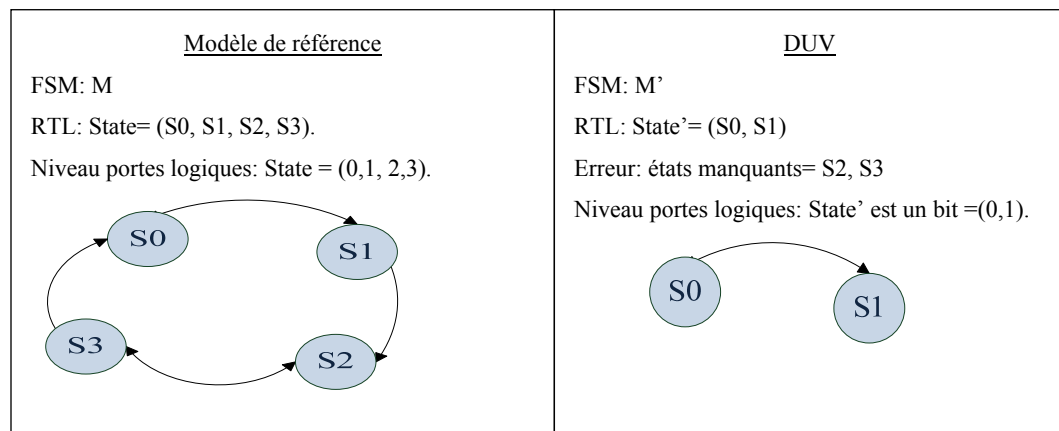 Modèle de référence
FSM: M
RTL: State= (S0, S1, S2, S3).
Niveau portes logiques: State = (0,1, 2,3).
S0
S1
S3
S2
DUV
FSM: M’
RTL: State’= (S0, S1)
Erreur: états manquants= S2, S3
Niveau portes logiques: State’ est un bit =(0,1).
S0
S1